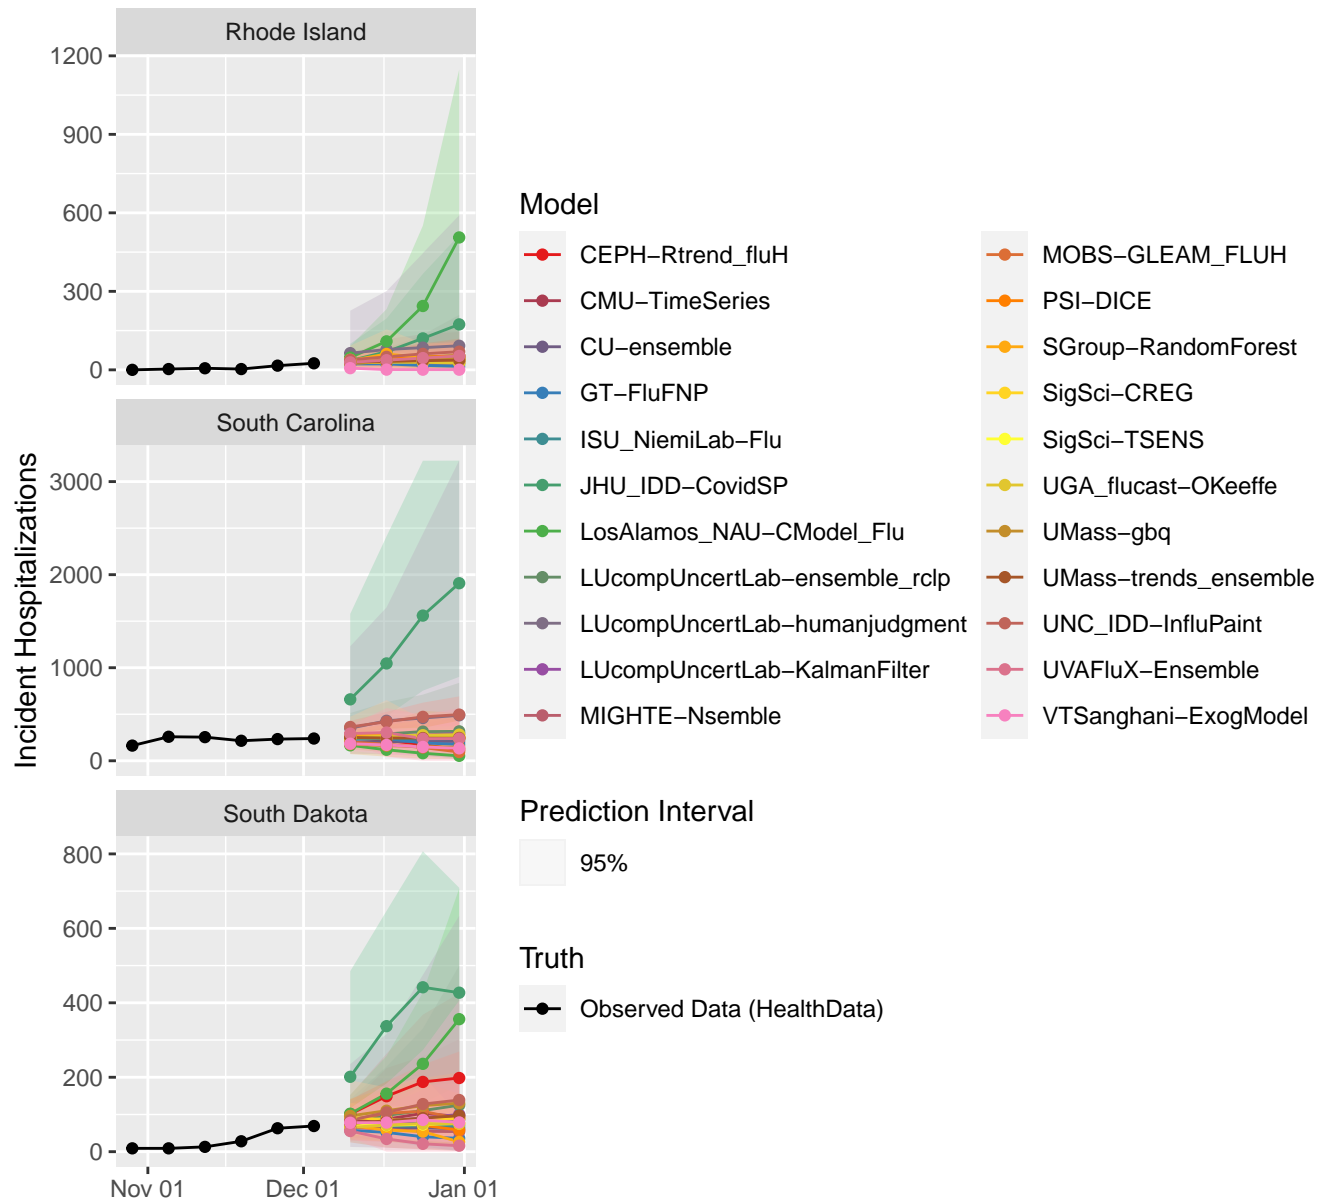 Rhode Island
1200
900
600
300
0
South Carolina
3000
2000
1000
0
South Dakota
800
600
400
200
0
Nov 01
Dec 01
Jan 01
Incident Hospitalizations
Model
CEPH−Rtrend_fluH
CMU−TimeSeries
CU−ensemble
GT−FluFNP
ISU_NiemiLab−Flu
JHU_IDD−CovidSP
LosAlamos_NAU−CModel_Flu
LUcompUncertLab−ensemble_rclp
LUcompUncertLab−humanjudgment
LUcompUncertLab−KalmanFilter
MIGHTE−Nsemble
MOBS−GLEAM_FLUH
PSI−DICE
SGroup−RandomForest
SigSci−CREG
SigSci−TSENS
UGA_flucast−OKeeffe
UMass−gbq
UMass−trends_ensemble
UNC_IDD−InfluPaint
UVAFluX−Ensemble
VTSanghani−ExogModel
Prediction Interval
95%
Truth
Observed Data (HealthData)